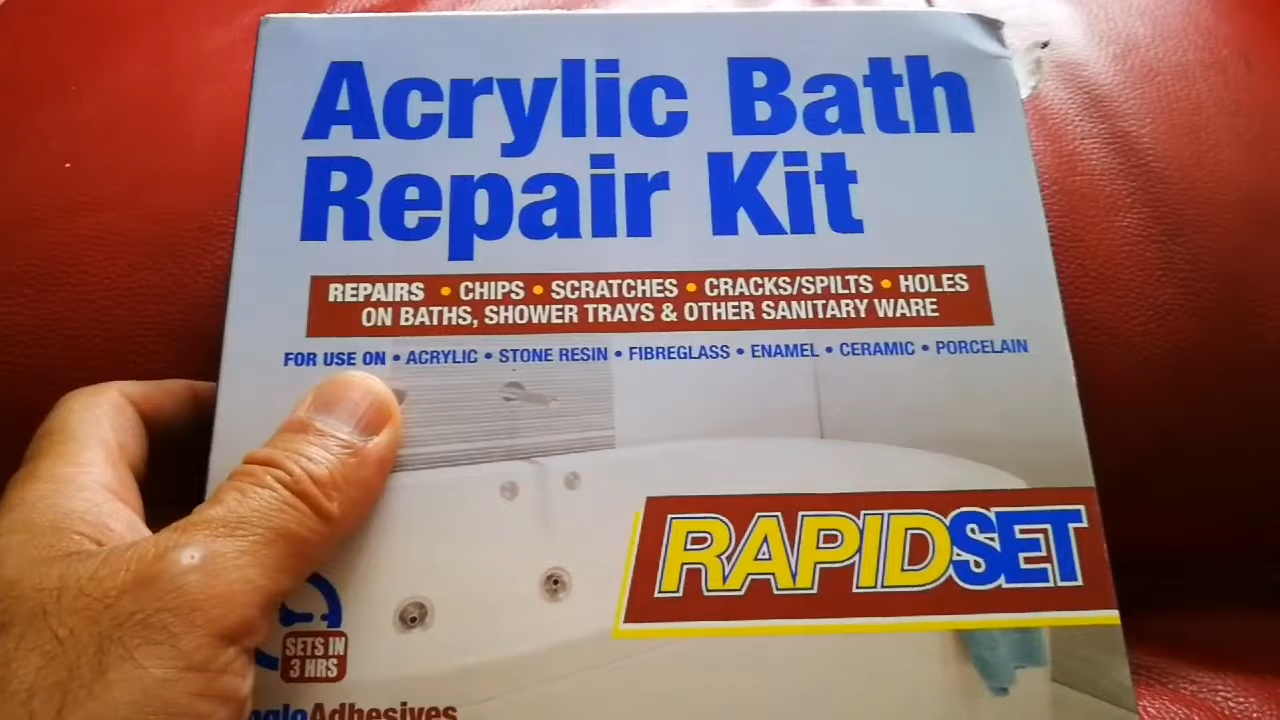 Acrylic Bath
Repair Kit
REPAIRS • CHIPS • SCRATCHES • CRACKS/SPILTS • HOLES
ON BATHS, SHOWER TRAYS & OTHER SANITARY WARE
FOR USE ON • ACRYLIC • STONE RESIN • FIBREGLASS • ENAMEL • CERAMIC • PORCELAIN
RAPIDSET
SETS IN
3 HRS
Adhesives